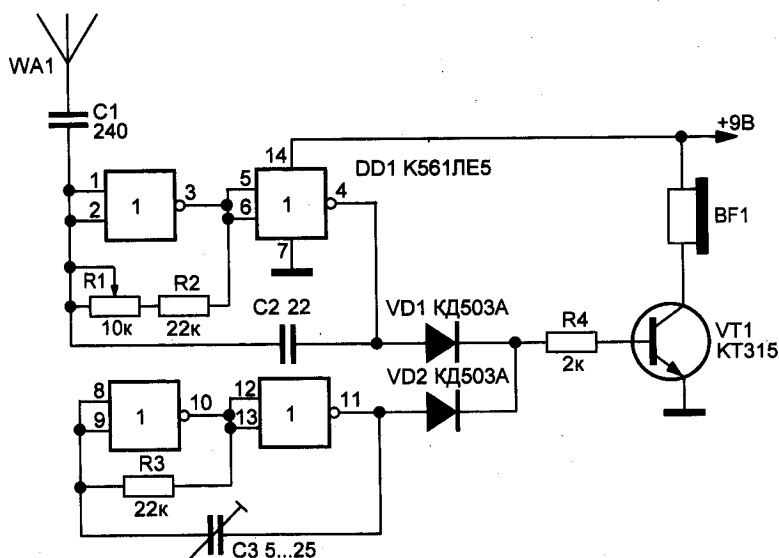 WA1
C1
240
+9В
14
DD1 К561ЛЕ5
1
2
1
3
5
6
1
4
7
BF1
R1
10к
R2
22к
C2 22
VD1 КД503А
R4
2к
VT1
КТ315
VD2 КД503А
8
9
1
10
12
13
1
11
R3
22к
C3 5...25